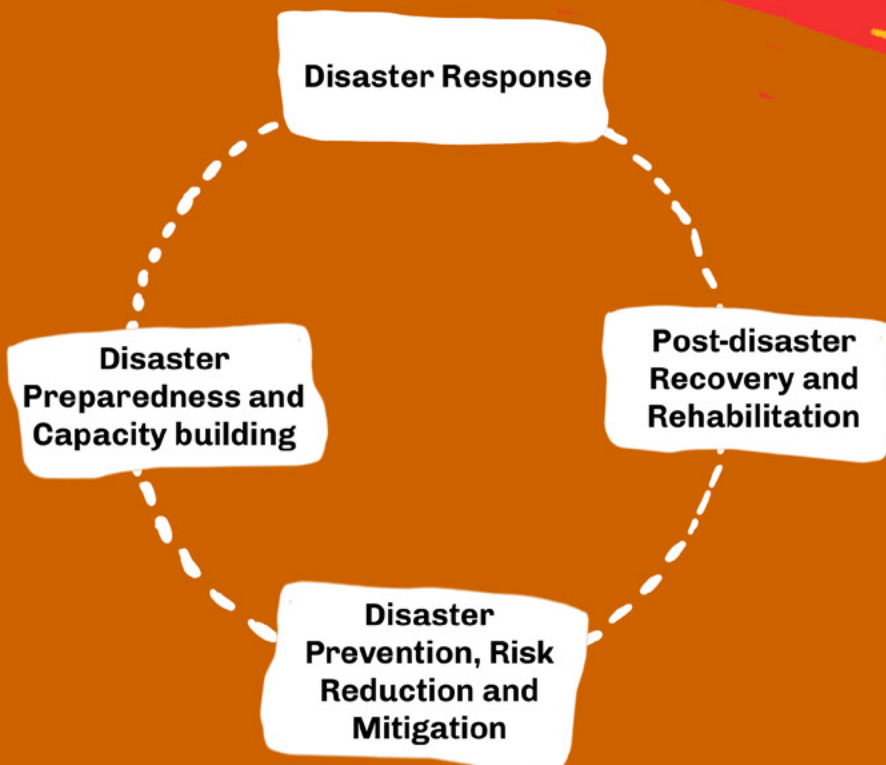 Disaster Response
Disaster
Preparedness and
Capacity building
Post-disaster
Recovery and
Rehabilitation
Disaster
Prevention, Risk
Reduction and
Mitigation